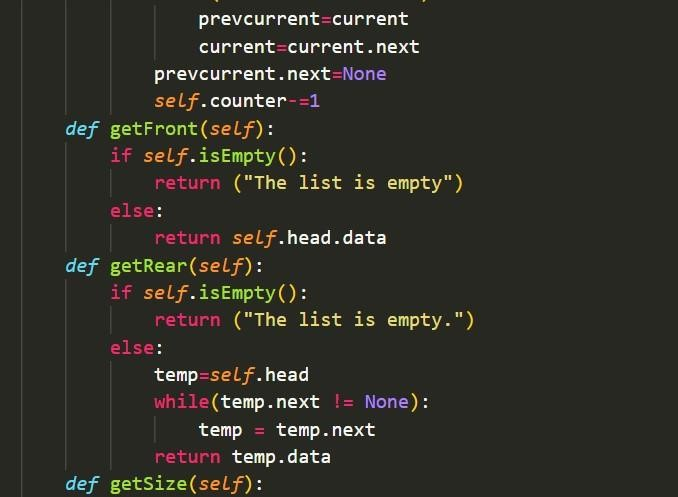 prevcurrent=current
current=current.next
prevcurrent.next=None
self.counter-=1
def getFront(self):
if self.isEmpty():
return ("The list is empty")
else:
return self.head.data
def getRear(self):
if self.isEmpty():
return ("The list is empty.")
else:
temp=self.head
while(temp.next != None):
temp = temp.next
return temp.data
def getSize(self):